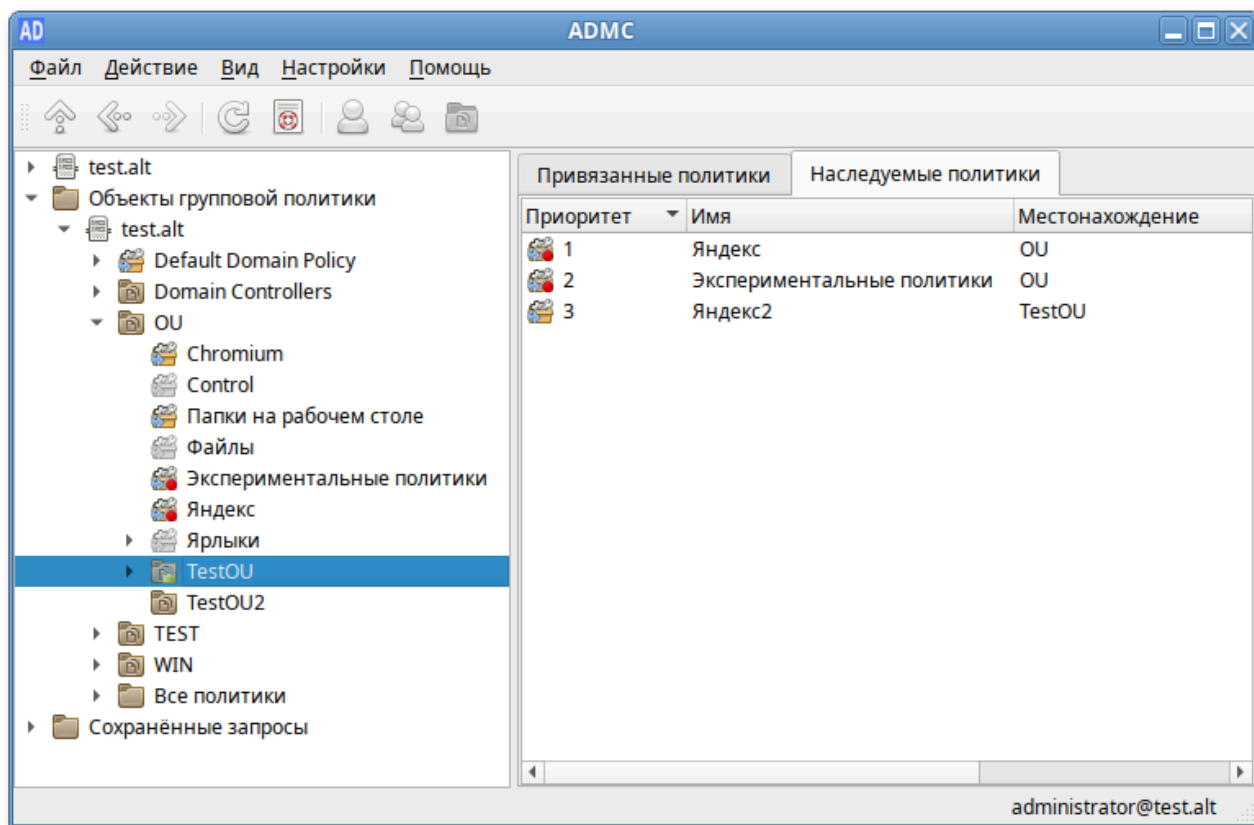 AD ADMC
Файл Действие Вид Настройки Помощь
test.alt
Объекты групповой политики
test.alt
Default Domain Policy
Domain Controllers
OU
Chromium
Control
Папки на рабочем столе
Файлы
Экспериментальные политики
Яндекс
Ярлыки
TestOU
TestOU2
TEST
WIN
Все политики
Сохранённые запросы
Привязанные политики Наследуемые политики
Приоритет Имя Местонахождение
1 Яндекс OU
2 Экспериментальные политики OU
3 Яндекс2 TestOU
administrator@test.alt